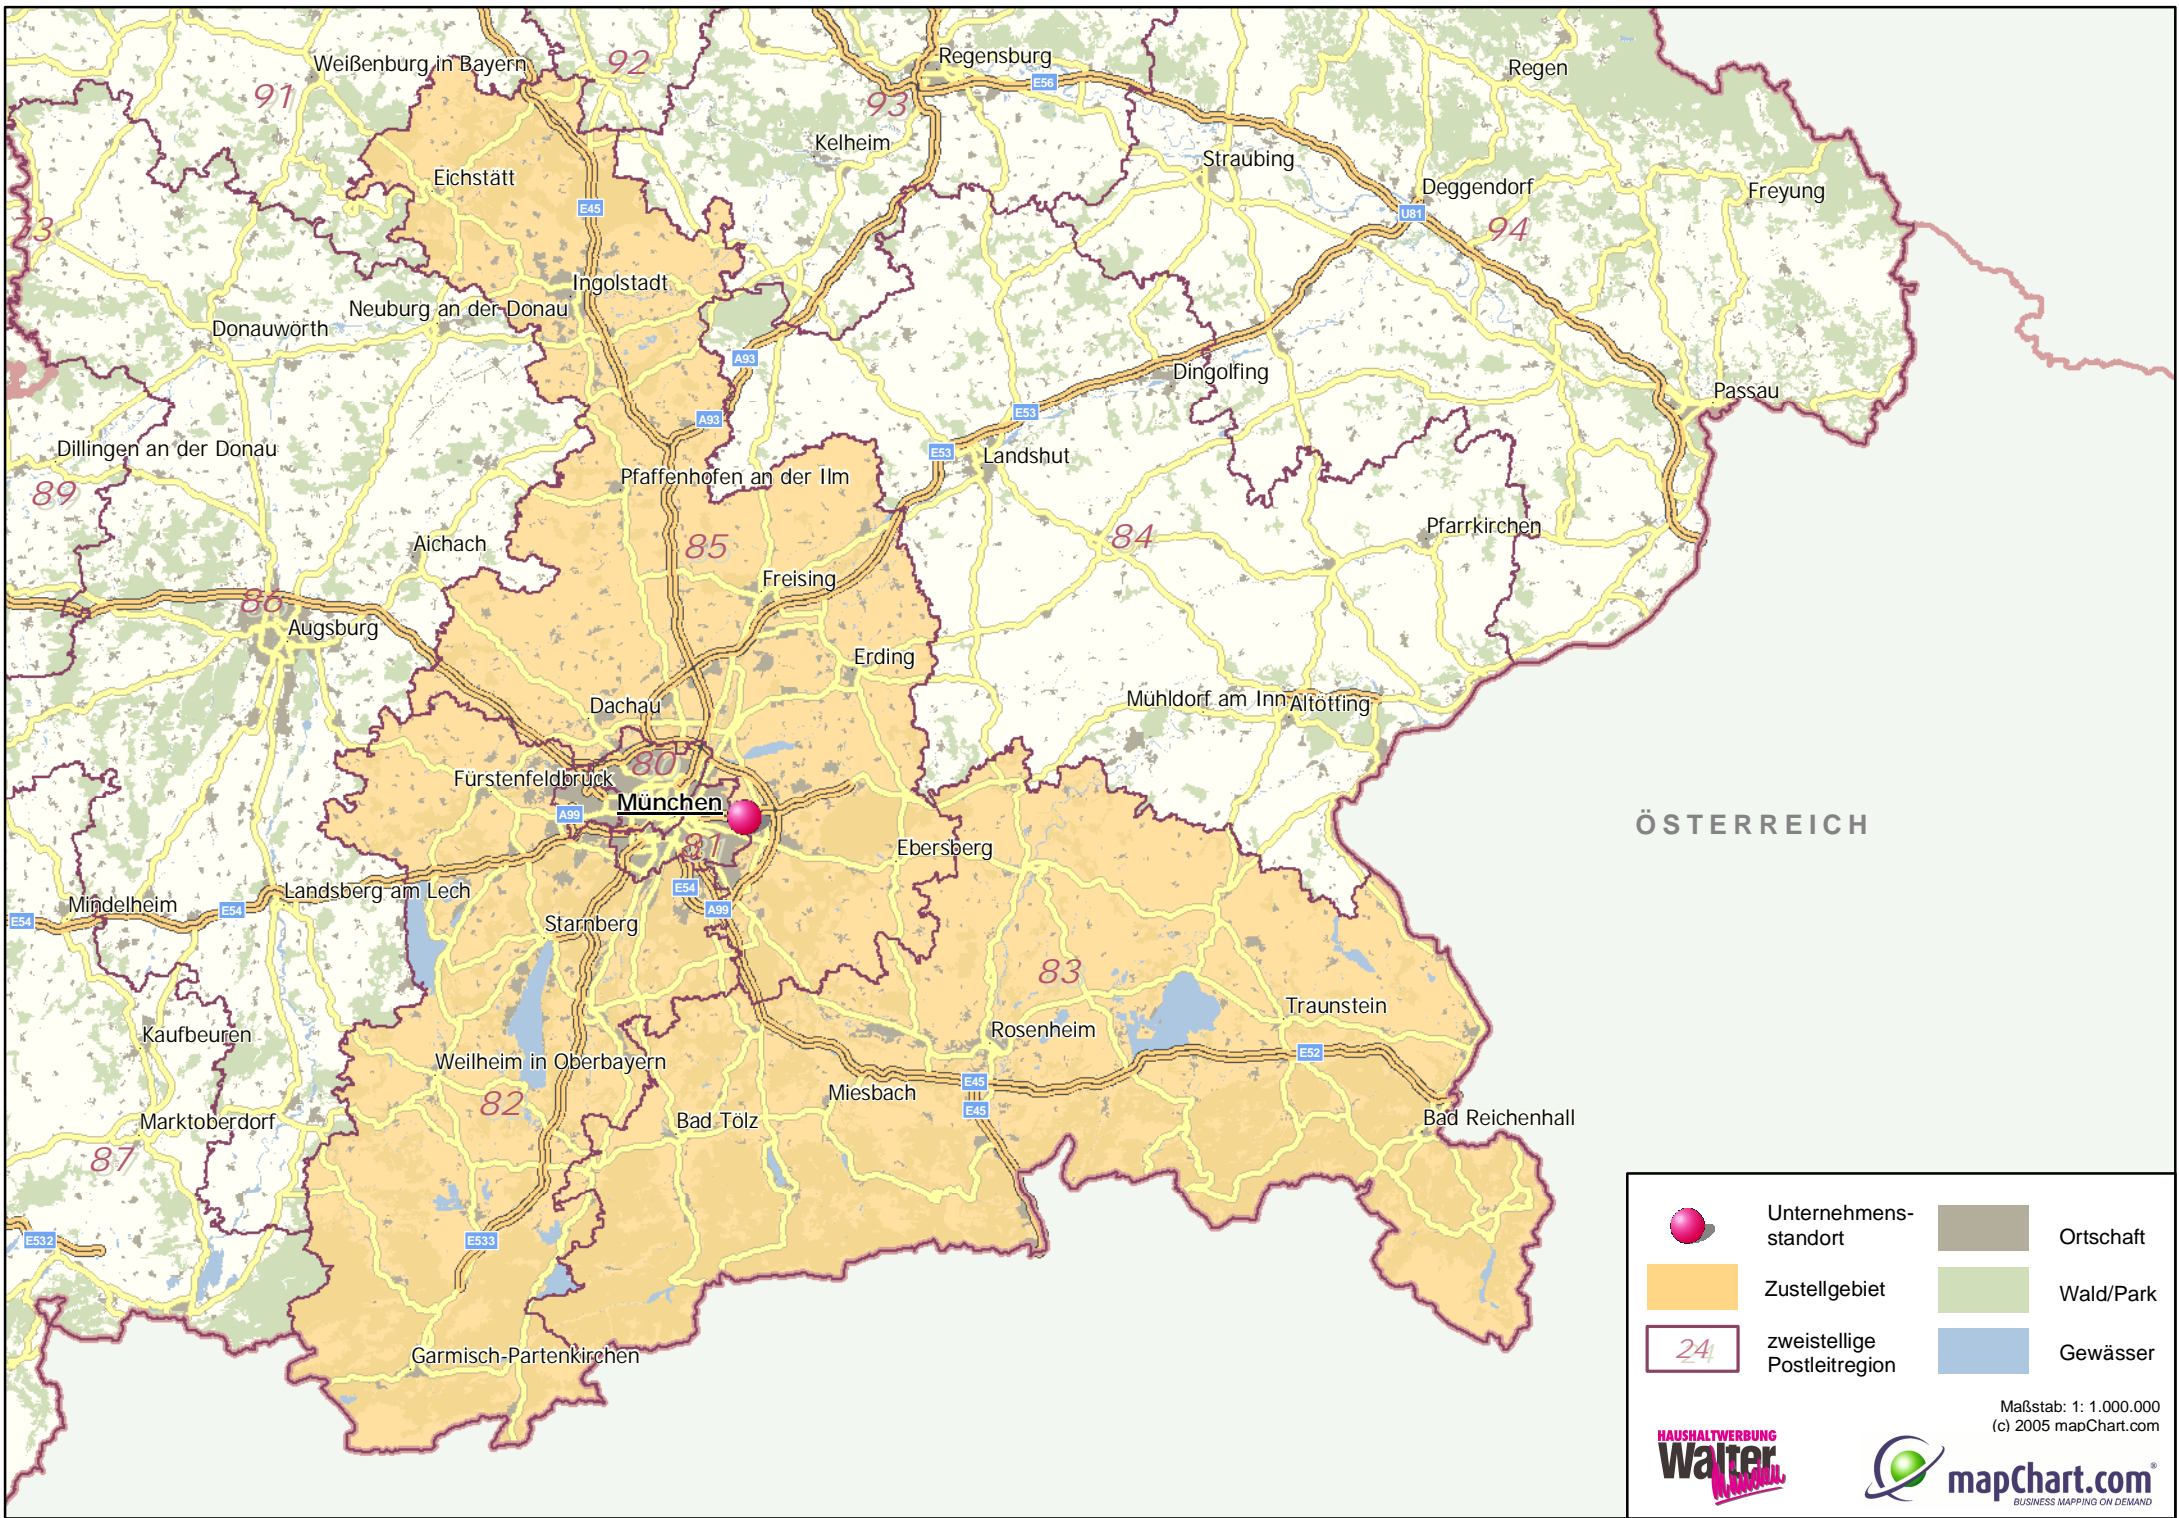 Weißenburg in Bayern
92
Regensburg
Regen
91
93
E56
Kelheim
Straubing
Eichstätt
Deggendorf
Freyung
E45
U81
94
73
Ingolstadt
Neuburg an der Donau
Donauwörth
A93
Dingolfing
Passau
A93
E53
Dillingen an der Donau
E53
Landshut
Pfaffenhofen an der Ilm
89
Pfarrkirchen
84
Aichach
85
Freising
86
Augsburg
Erding
Mühldorf am Inn
Altötting
Dachau
80
Fürstenfeldbruck
München
A99
81
ÖSTERREICH
Ebersberg
Landsberg am Lech
E54
Mindelheim
E54
A99
E54
Starnberg
83
Traunstein
Kaufbeuren
Rosenheim
E52
Weilheim in Oberbayern
E45
Miesbach
82
E45
Marktoberdorf
Bad Tölz
Bad Reichenhall
87
E532
E533
Garmisch-Partenkirchen
Unternehmens-
standort
Ortschaft
Zustellgebiet
Wald/Park
24
zweistellige
Postleitregion
Gewässer
Maßstab: 1: 1.000.000
(c) 2005 mapChart.com
HAUSHALTWERBUNG
Walter
München
mapChart.com®
BUSINESS MAPPING ON DEMAND